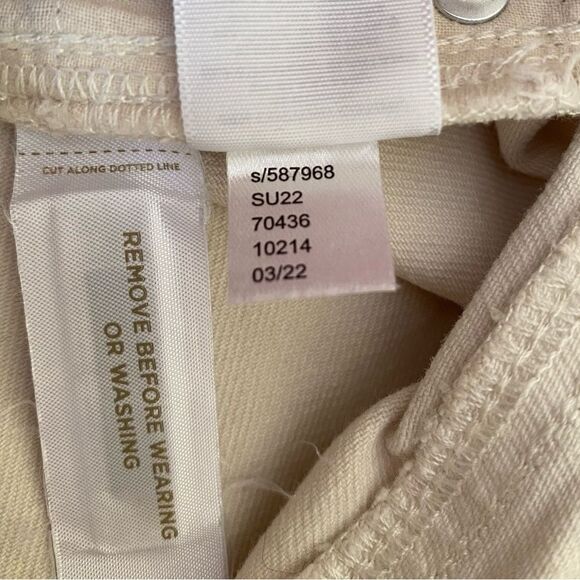 CUT ALONG DOTTED LINE
REMOVE BEFORE WEARING
OR WASHING
s/587968
SU22
70436
10214
03/22